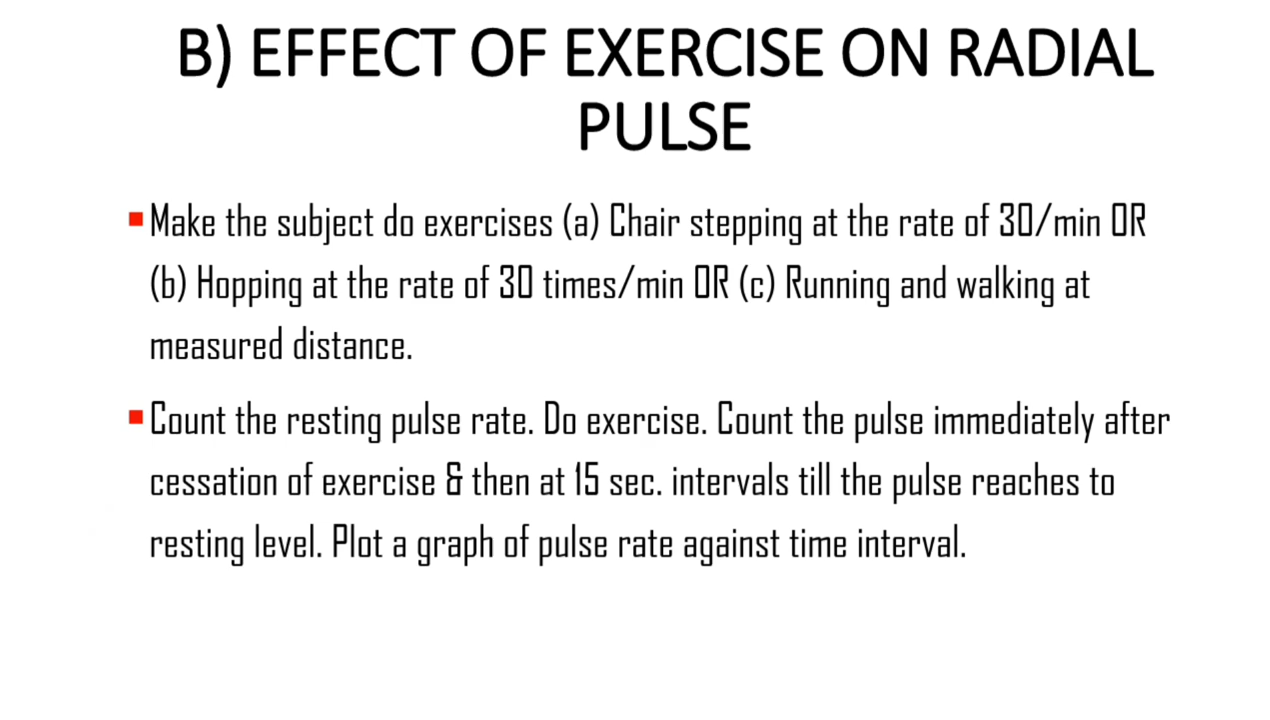 B) EFFECT OF EXERCISE ON RADIAL
PULSE
▪Make the subject do exercises (a) Chair stepping at the rate of 30/min OR
(b) Hopping at the rate of 30 times/min OR (c) Running and walking at
measured distance.
▪Count the resting pulse rate. Do exercise. Count the pulse immediately after
cessation of exercise & then at 15 sec. intervals till the pulse reaches to
resting level. Plot a graph of pulse rate against time interval.